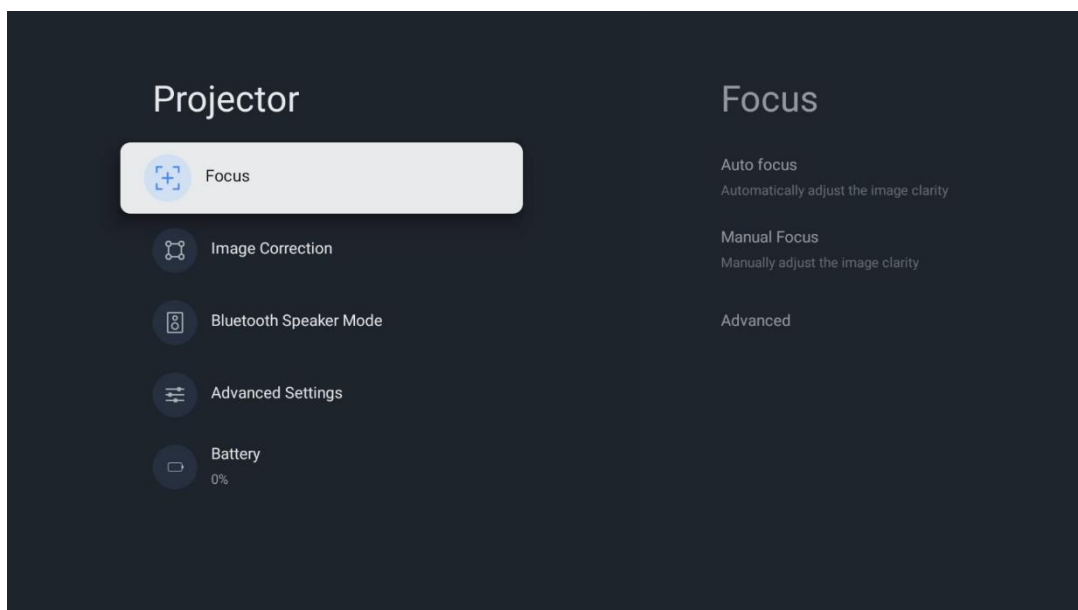 Projector
Focus
Image Correction
Bluetooth Speaker Mode
Advanced Settings
Battery
0%
Focus
Auto focus
Automatically adjust the image clarity
Manual Focus
Manually adjust the image clarity
Advanced